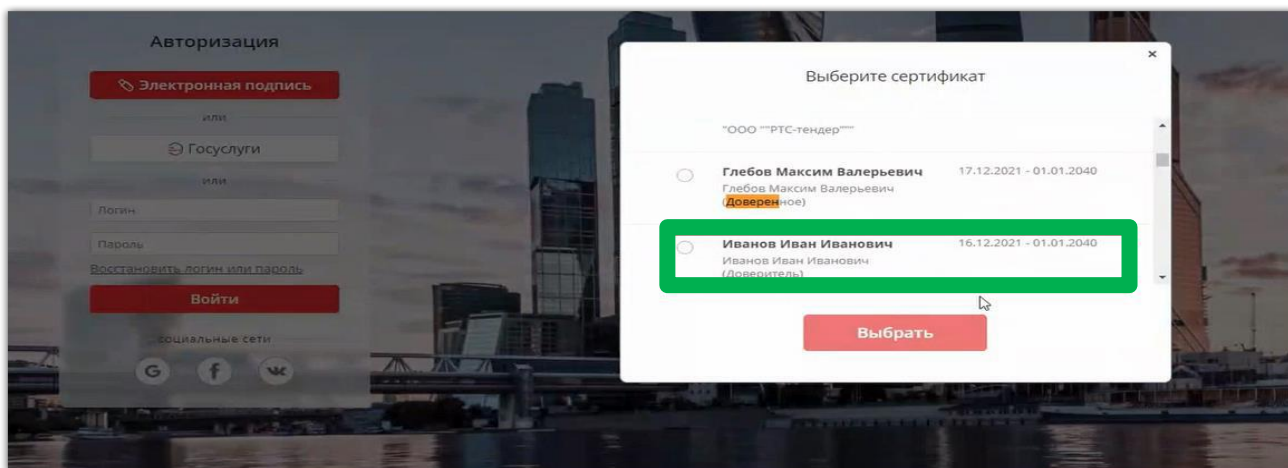 Авторизация
Электронная подпись
или
Госуслуги
или
Логин
Пароль
Восстановить логин или пароль
Войти
социальные сети
G f
Выберите сертификат
"ООО ""РТС-тендер"""
Глебов Максим Валерьевич 17.12.2021 - 01.01.2040
Глебов Максим Валерьевич
(Доверенное)
Иванов Иван Иванович 16.12.2021 - 01.01.2040
Иванов Иван Иванович
(Доверитель)
Выбрать